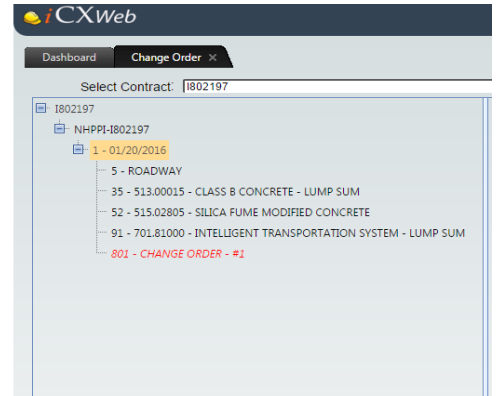 iCXWeb
Dashboard Change Order ×
Select Contract: I802197
I802197
NHPPI-I802197
1 - 01/20/2016
5 - ROADWAY
35 - 513.00015 - CLASS B CONCRETE - LUMP SUM
52 - 515.02805 - SILICA FUME MODIFIED CONCRETE
91 - 701.81000 - INTELLIGENT TRANSPORTATION SYSTEM - LUMP SUM
801 - CHANGE ORDER - #1